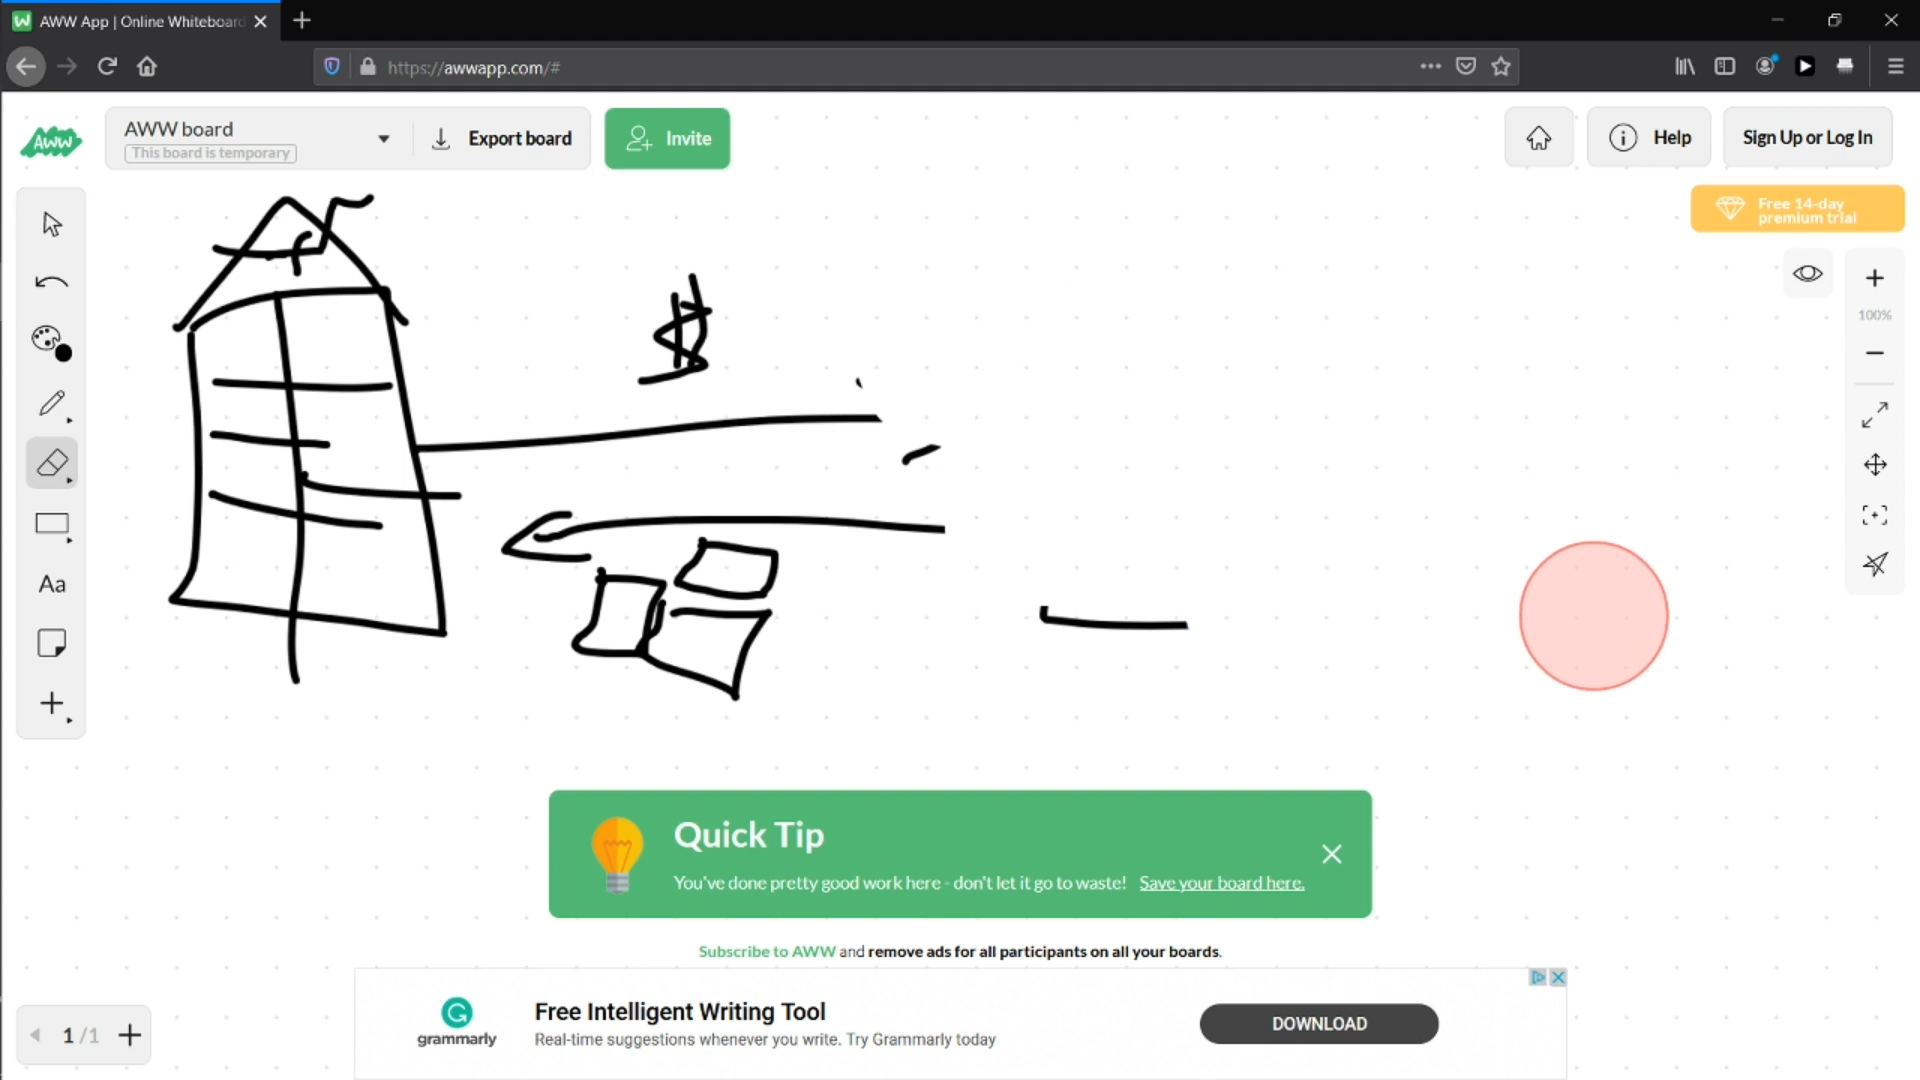 AWW App | Online Whiteboard
https://awwapp.com/#
AWW
AWW board
This board is temporary
Export board
Invite
Help
Sign Up or Log In
Free 14-day
premium trial
100%
$
Aa
Quick Tip
You've done pretty good work here - don't let it go to waste! Save your board here.
Subscribe to AWW and remove ads for all participants on all your boards.
grammarly
Free Intelligent Writing Tool
Real-time suggestions whenever you write. Try Grammarly today
DOWNLOAD
1/1